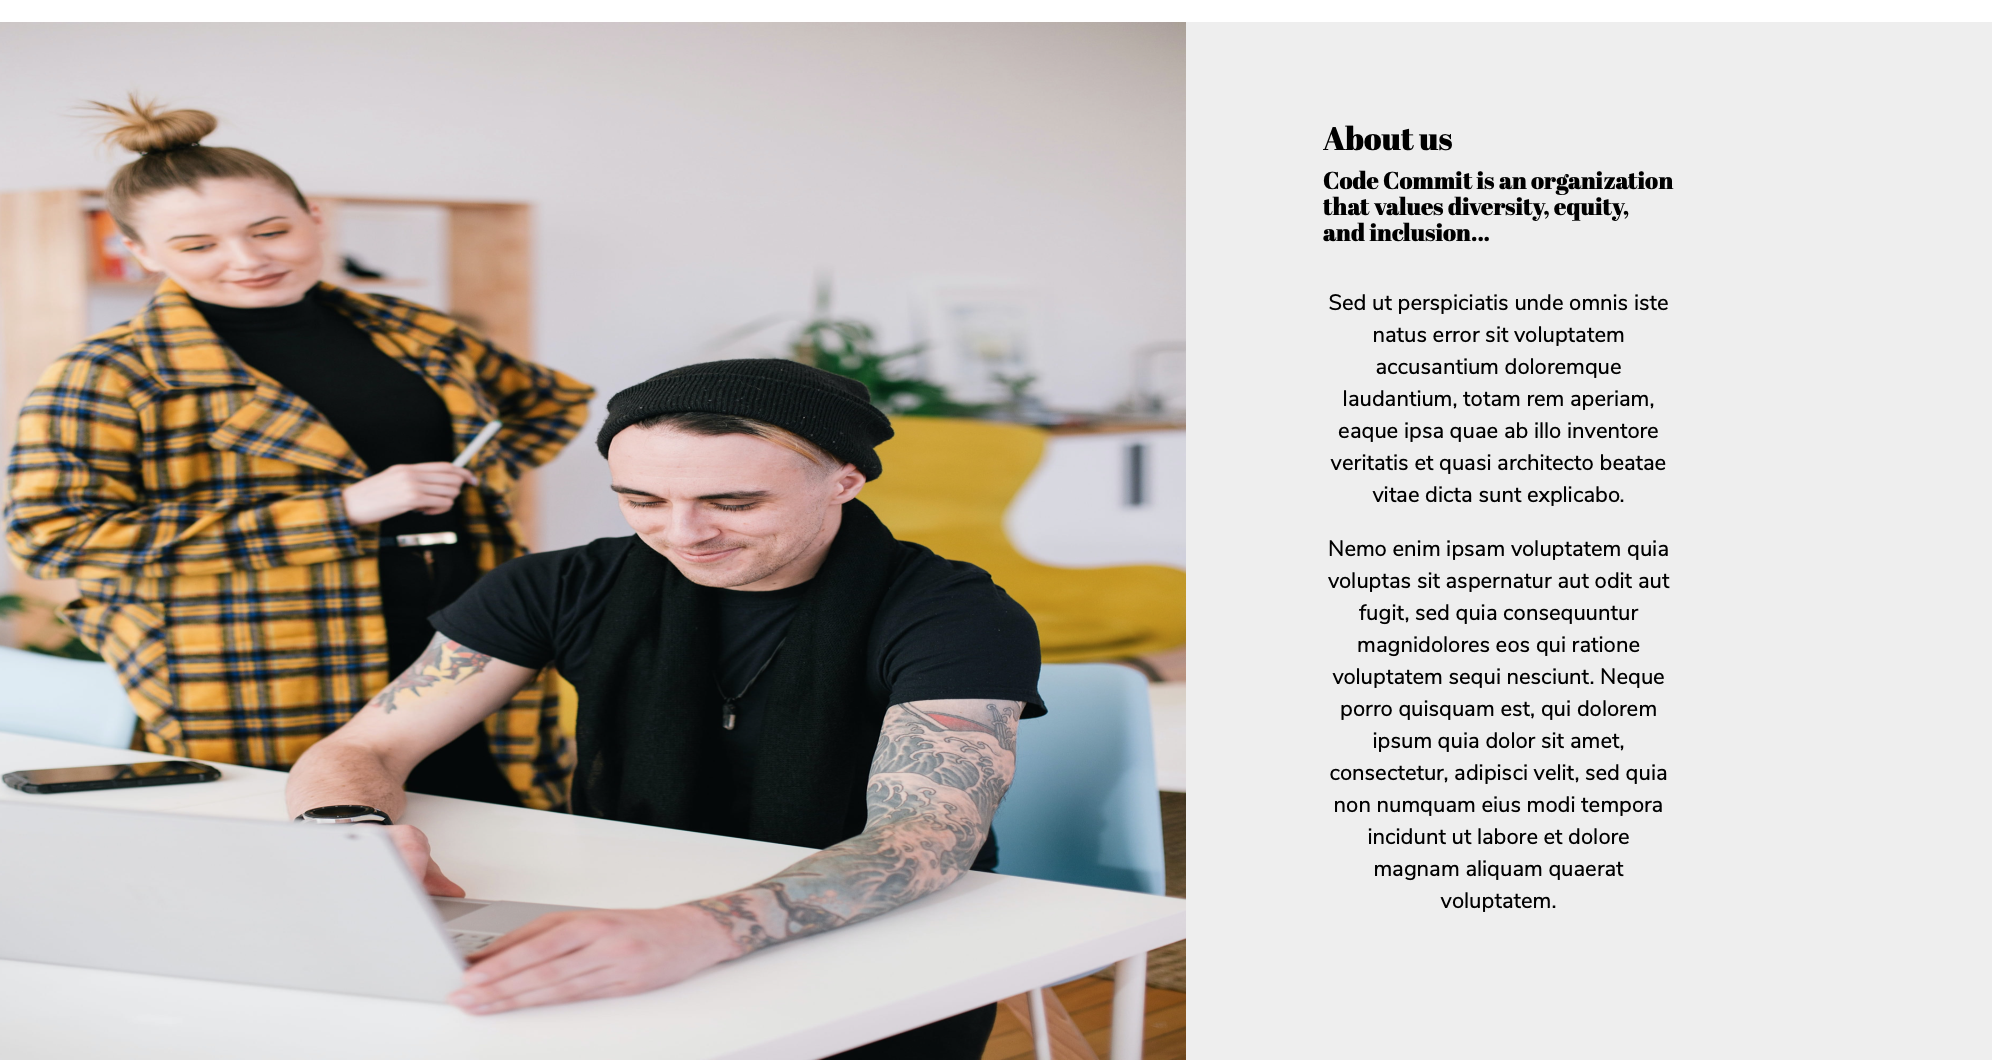 About us
Code Commit is an organization
that values diversity, equity,
and inclusion...
Sed ut perspiciatis unde omnis iste
natus error sit voluptatem
accusantium doloremque
laudantium, totam rem aperiam,
eaque ipsa quae ab illo inventore
veritatis et quasi architecto beatae
vitae dicta sunt explicabo.
Nemo enim ipsam voluptatem quia
voluptas sit aspernatur aut odit aut
fugit, sed quia consequuntur
magnidolores eos qui ratione
voluptatem sequi nesciunt. Neque
porro quisquam est, qui dolorem
ipsum quia dolor sit amet,
consectetur, adipisci velit, sed quia
non numquam eius modi tempora
incidunt ut labore et dolore
magnam aliquam quaerat
voluptatem.